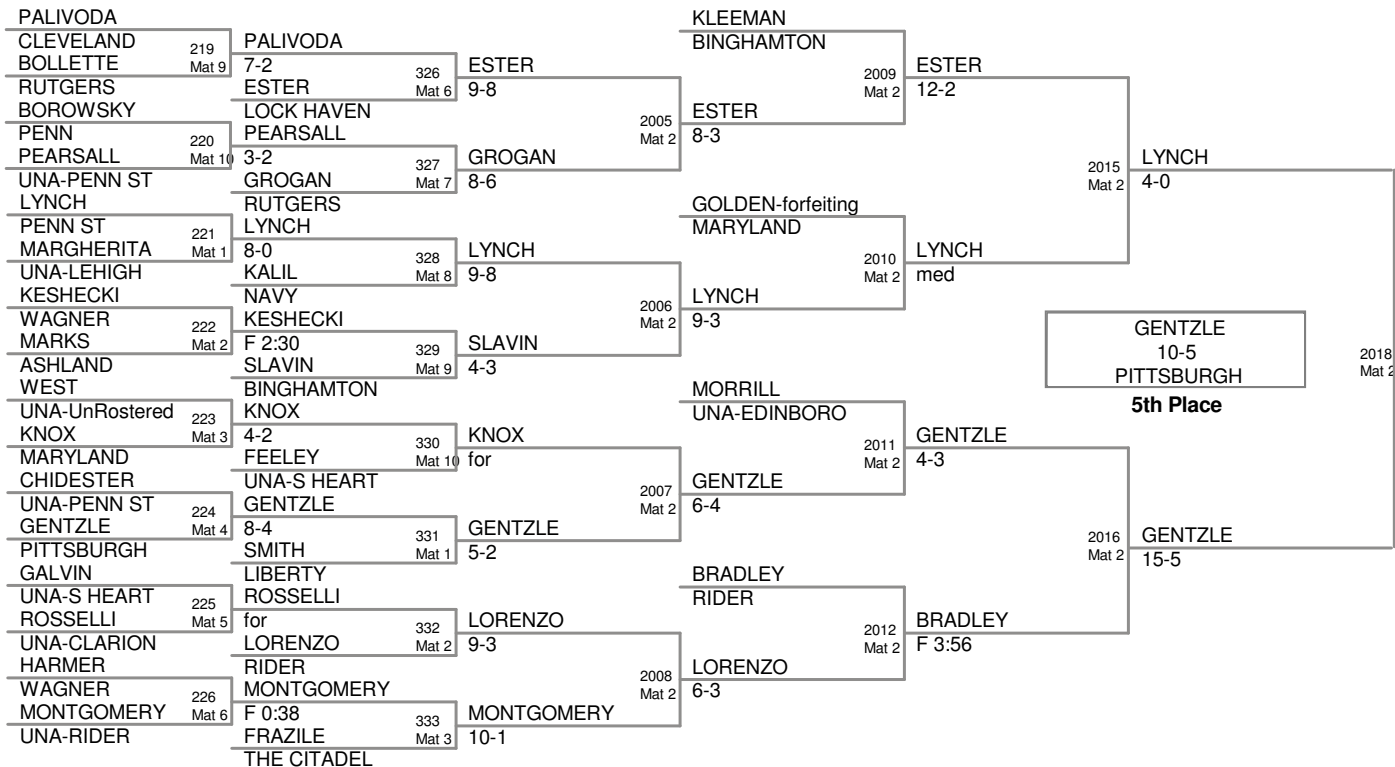 PALIVODA
CLEVELAND
219
BOLLETTE
Mat 9
RUTGERS
BOROWSKY
PENN
220
PEARSALL
Mat 10
UNA-PENN ST
LYNCH
PENN ST
221
MARGHERITA
Mat 1
UNA-LEHIGH
KESHECKI
WAGNER
222
MARKS
Mat 2
ASHLAND
WEST
UNA-UnRostered
223
KNOX
Mat 3
MARYLAND
CHIDESTER
UNA-PENN ST
224
GENTZLE
Mat 4
PITTSBURGH
GALVIN
UNA-S HEART
225
ROSSELLI
Mat 5
UNA-CLARION
HARMER
WAGNER
226
MONTGOMERY
Mat 6
UNA-RIDER
PALIVODA
7-2
326
ESTER
Mat 6
LOCK HAVEN
PEARSALL
3-2
327
GROGAN
Mat 7
RUTGERS
LYNCH
8-0
328
KALIL
Mat 8
NAVY
KESHECKI
F 2:30
329
SLAVIN
Mat 9
BINGHAMTON
KNOX
4-2
330
FEELEY
Mat 10
UNA-S HEART
GENTZLE
8-4
331
SMITH
Mat 1
LIBERTY
ROSSELLI
for
332
LORENZO
Mat 2
RIDER
MONTGOMERY
F 0:38
333
FRAZILE
Mat 3
THE CITADEL
ESTER
9-8
2005
Mat 2
GROGAN
8-6
LYNCH
9-8
2006
Mat 2
SLAVIN
4-3
KNOX
for
2007
Mat 2
GENTZLE
5-2
LORENZO
9-3
2008
Mat 2
MONTGOMERY
10-1
KLEEMAN
BINGHAMTON
2009
Mat 2
ESTER
8-3
GOLDEN-forfeiting
MARYLAND
2010
Mat 2
LYNCH
9-3
MORRILL
UNA-EDINBORO
2011
Mat 2
GENTZLE
6-4
BRADLEY
RIDER
2012
Mat 2
LORENZO
6-3
ESTER
12-2
2015
Mat 2
LYNCH
med
GENTZLE
4-3
2016
Mat 2
BRADLEY
F 3:56
LYNCH
4-0
GENTZLE
10-5
PITTSBURGH
5th Place
2018
Mat 2
GENTZLE
15-5